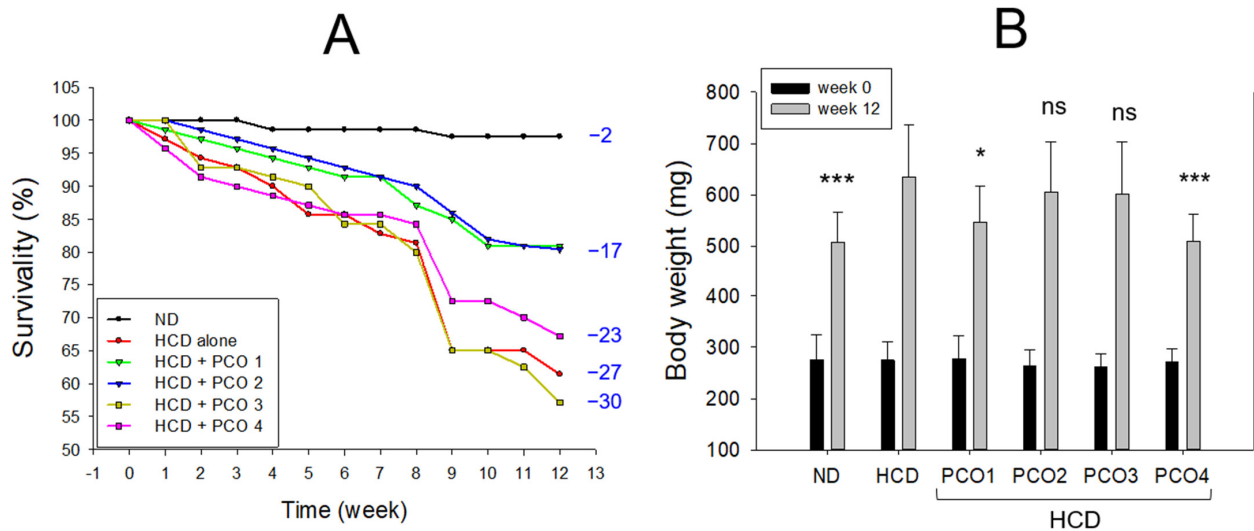 A
105
100
95
90
85
80
75
70
65
60
55
50
Survivality (%)
-1 0 1 2 3 4 5 6 7 8 9 10 11 12 13
Time (week)
ND
HCD alone
HCD + PCO 1
HCD + PCO 2
HCD + PCO 3
HCD + PCO 4
−2
−17
−23
−27
−30
B
week 0
week 12
800
700
600
500
400
300
200
100
Body weight (mg)
***
*
ns
ns
***
ND HCD PCO1 PCO2 PCO3 PCO4
HCD